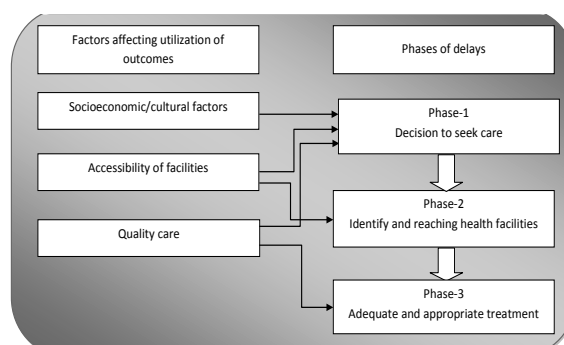 Factors affecting utilization of
outcomes
Phases of delays
Socioeconomic/cultural factors
Accessibility of facilities
Quality care
Phase-1
Decision to seek care
Phase-2
Identify and reaching health facilities
Phase-3
Adequate and appropriate treatment